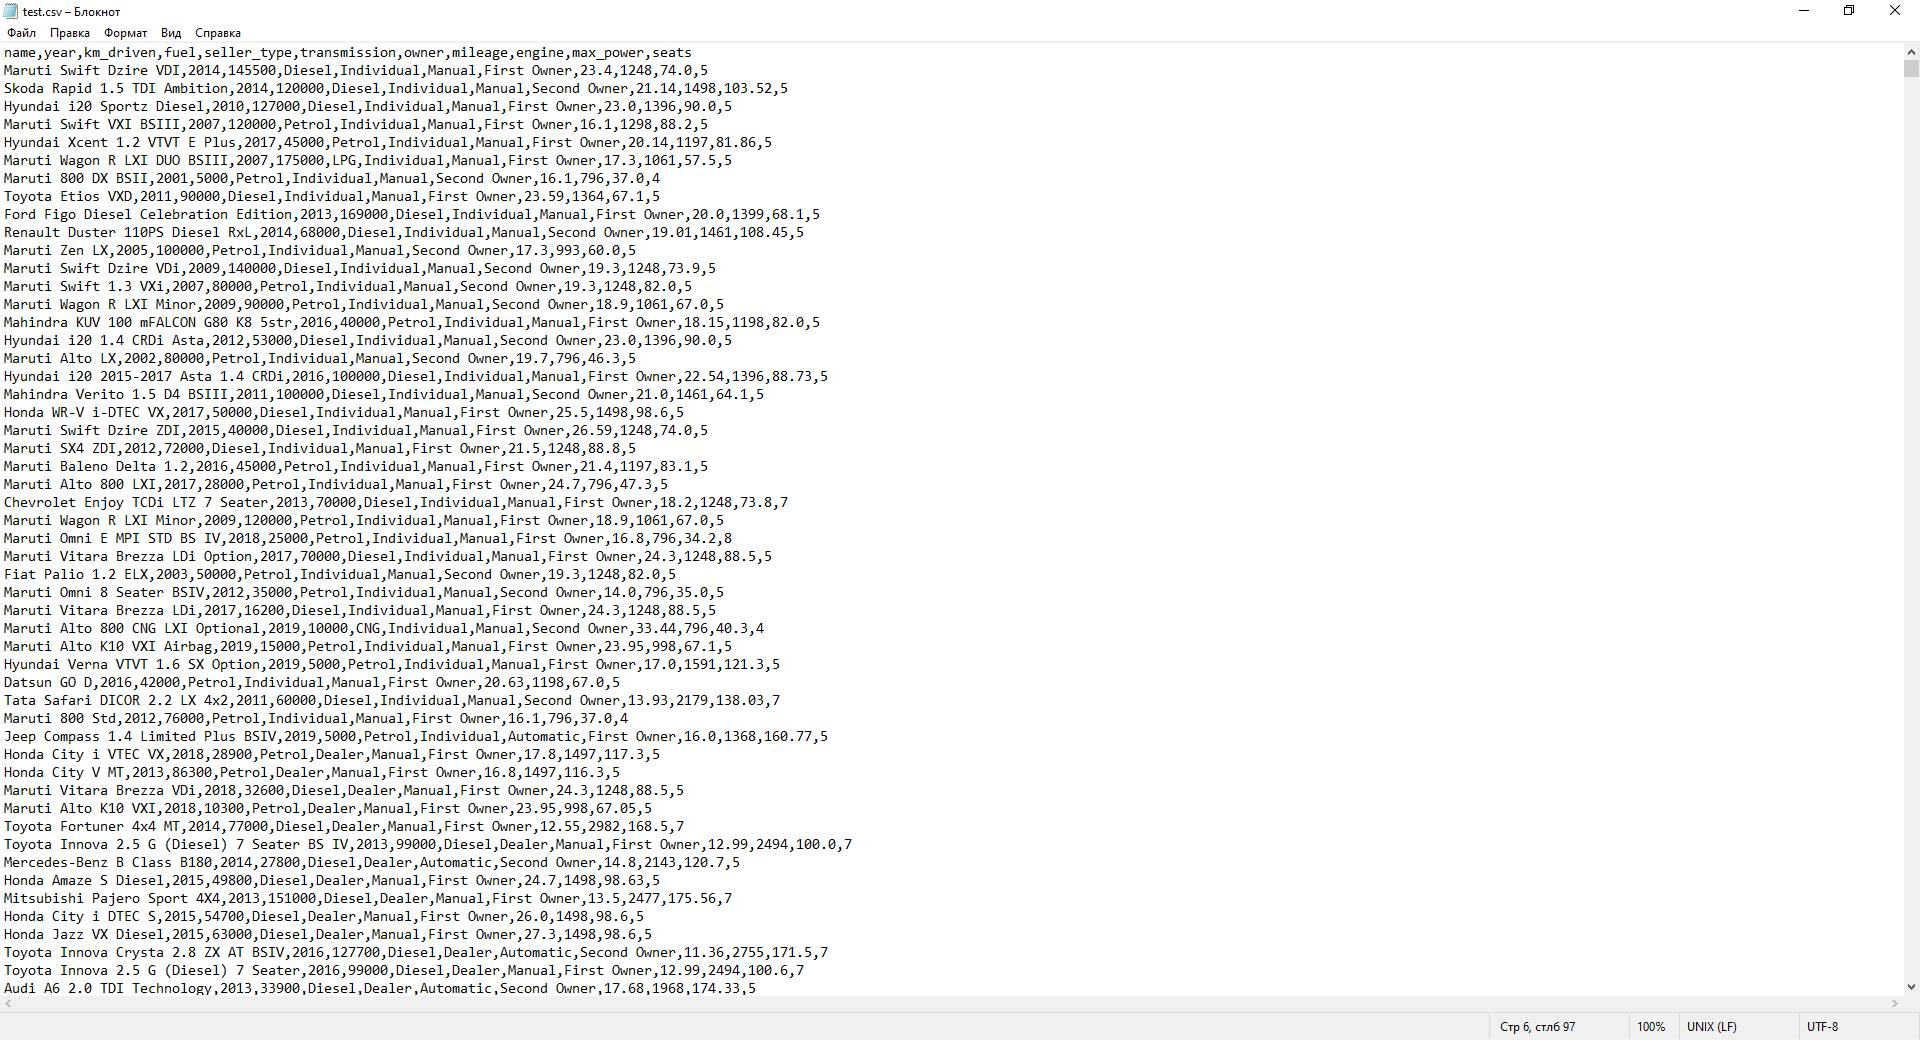 test.csv – Блокнот
Файл Правка Формат Вид Справка
name,year,km_driven,fuel,seller_type,transmission,owner,mileage,engine,max_power,seats
Maruti Swift Dzire VDI,2014,145500,Diesel,Individual,Manual,First Owner,23.4,1248,74.0,5
Skoda Rapid 1.5 TDI Ambition,2014,120000,Diesel,Individual,Manual,Second Owner,21.14,1498,103.52,5
Hyundai i20 Sportz Diesel,2010,127000,Diesel,Individual,Manual,First Owner,23.0,1396,90.0,5
Maruti Swift VXI BSIII,2007,120000,Petrol,Individual,Manual,First Owner,16.1,1298,88.2,5
Hyundai Xcent 1.2 VTVT E Plus,2017,45000,Petrol,Individual,Manual,First Owner,20.14,1197,81.86,5
Maruti Wagon R LXI DUO BSIII,2007,175000,LPG,Individual,Manual,First Owner,17.3,1061,57.5,5
Maruti 800 DX BSII,2001,5000,Petrol,Individual,Manual,Second Owner,16.1,796,37.0,4
Toyota Etios VXD,2011,90000,Diesel,Individual,Manual,First Owner,23.59,1364,67.1,5
Ford Figo Diesel Celebration Edition,2013,169000,Diesel,Individual,Manual,First Owner,20.0,1399,68.1,5
Renault Duster 110PS Diesel RxL,2014,68000,Diesel,Individual,Manual,Second Owner,19.01,1461,108.45,5
Maruti Zen LX,2005,100000,Petrol,Individual,Manual,Second Owner,17.3,993,60.0,5
Maruti Swift Dzire VDi,2009,140000,Diesel,Individual,Manual,Second Owner,19.3,1248,73.9,5
Maruti Swift 1.3 VXi,2007,80000,Petrol,Individual,Manual,Second Owner,19.3,1248,82.0,5
Maruti Wagon R LXI Minor,2009,90000,Petrol,Individual,Manual,Second Owner,18.9,1061,67.0,5
Mahindra KUV 100 mFALCON G80 K8 5str,2016,40000,Petrol,Individual,Manual,First Owner,18.15,1198,82.0,5
Hyundai i20 1.4 CRDi Asta,2012,53000,Diesel,Individual,Manual,Second Owner,23.0,1396,90.0,5
Maruti Alto LX,2002,80000,Petrol,Individual,Manual,Second Owner,19.7,796,46.3,5
Hyundai i20 2015-2017 Asta 1.4 CRDi,2016,100000,Diesel,Individual,Manual,First Owner,22.54,1396,88.73,5
Mahindra Verito 1.5 D4 BSIII,2011,100000,Diesel,Individual,Manual,Second Owner,21.0,1461,64.1,5
Honda WR-V i-DTEC VX,2017,50000,Diesel,Individual,Manual,First Owner,25.5,1498,98.6,5
Maruti Swift Dzire ZDI,2015,40000,Diesel,Individual,Manual,First Owner,26.59,1248,74.0,5
Maruti SX4 ZDI,2012,72000,Diesel,Individual,Manual,First Owner,21.5,1248,88.8,5
Maruti Baleno Delta 1.2,2016,45000,Petrol,Individual,Manual,First Owner,21.4,1197,83.1,5
Maruti Alto 800 LXI,2017,28000,Petrol,Individual,Manual,First Owner,24.7,796,47.3,5
Chevrolet Enjoy TCDi LTZ 7 Seater,2013,70000,Diesel,Individual,Manual,First Owner,18.2,1248,73.8,7
Maruti Wagon R LXI Minor,2009,120000,Petrol,Individual,Manual,First Owner,18.9,1061,67.0,5
Maruti Omni E MPI STD BS IV,2018,25000,Petrol,Individual,Manual,First Owner,16.8,796,34.2,8
Maruti Vitara Brezza LDi Option,2017,70000,Diesel,Individual,Manual,First Owner,24.3,1248,88.5,5
Fiat Palio 1.2 ELX,2003,50000,Petrol,Individual,Manual,Second Owner,19.3,1248,82.0,5
Maruti Omni 8 Seater BSIV,2012,35000,Petrol,Individual,Manual,Second Owner,14.0,796,35.0,5
Maruti Vitara Brezza LDi,2017,16200,Diesel,Individual,Manual,First Owner,24.3,1248,88.5,5
Maruti Alto 800 CNG LXI Optional,2019,10000,CNG,Individual,Manual,Second Owner,33.44,796,40.3,4
Maruti Alto K10 VXI Airbag,2019,15000,Petrol,Individual,Manual,First Owner,23.95,998,67.1,5
Hyundai Verna VTVT 1.6 SX Option,2019,5000,Petrol,Individual,Manual,First Owner,17.0,1591,121.3,5
Datsun GO D,2016,42000,Petrol,Individual,Manual,First Owner,20.63,1198,67.0,5
Tata Safari DICOR 2.2 LX 4x2,2011,60000,Diesel,Individual,Manual,Second Owner,13.93,2179,138.03,7
Maruti 800 Std,2012,76000,Petrol,Individual,Manual,First Owner,16.1,796,37.0,4
Jeep Compass 1.4 Limited Plus BSIV,2019,5000,Petrol,Individual,Automatic,First Owner,16.0,1368,160.77,5
Honda City i VTEC VX,2018,28900,Petrol,Dealer,Manual,First Owner,17.8,1497,117.3,5
Honda City V MT,2013,86300,Petrol,Dealer,Manual,First Owner,16.8,1497,116.3,5
Maruti Vitara Brezza VDi,2018,32600,Diesel,Dealer,Manual,First Owner,24.3,1248,88.5,5
Maruti Alto K10 VXI,2018,10300,Petrol,Dealer,Manual,First Owner,23.95,998,67.05,5
Toyota Fortuner 4x4 MT,2014,77000,Diesel,Dealer,Manual,First Owner,12.55,2982,168.5,7
Toyota Innova 2.5 G (Diesel) 7 Seater BS IV,2013,99000,Diesel,Dealer,Manual,First Owner,12.99,2494,100.0,7
Mercedes-Benz B Class B180,2014,27800,Diesel,Dealer,Automatic,Second Owner,14.8,2143,120.7,5
Honda Amaze S Diesel,2015,49800,Diesel,Dealer,Manual,First Owner,24.7,1498,98.63,5
Mitsubishi Pajero Sport 4X4,2013,151000,Diesel,Dealer,Manual,First Owner,13.5,2477,175.56,7
Honda City i DTEC S,2015,54700,Diesel,Dealer,Manual,First Owner,26.0,1498,98.6,5
Honda Jazz VX Diesel,2015,63000,Diesel,Dealer,Manual,First Owner,27.3,1498,98.6,5
Toyota Innova Crysta 2.8 ZX AT BSIV,2016,127700,Diesel,Dealer,Automatic,Second Owner,11.36,2755,171.5,7
Toyota Innova 2.5 G (Diesel) 7 Seater,2016,99000,Diesel,Dealer,Manual,First Owner,12.99,2494,100.6,7
Audi A6 2.0 TDI Technology,2013,33900,Diesel,Dealer,Automatic,Second Owner,17.68,1968,174.33,5
Стр 6, стлб 97 100% UNIX (LF) UTF-8